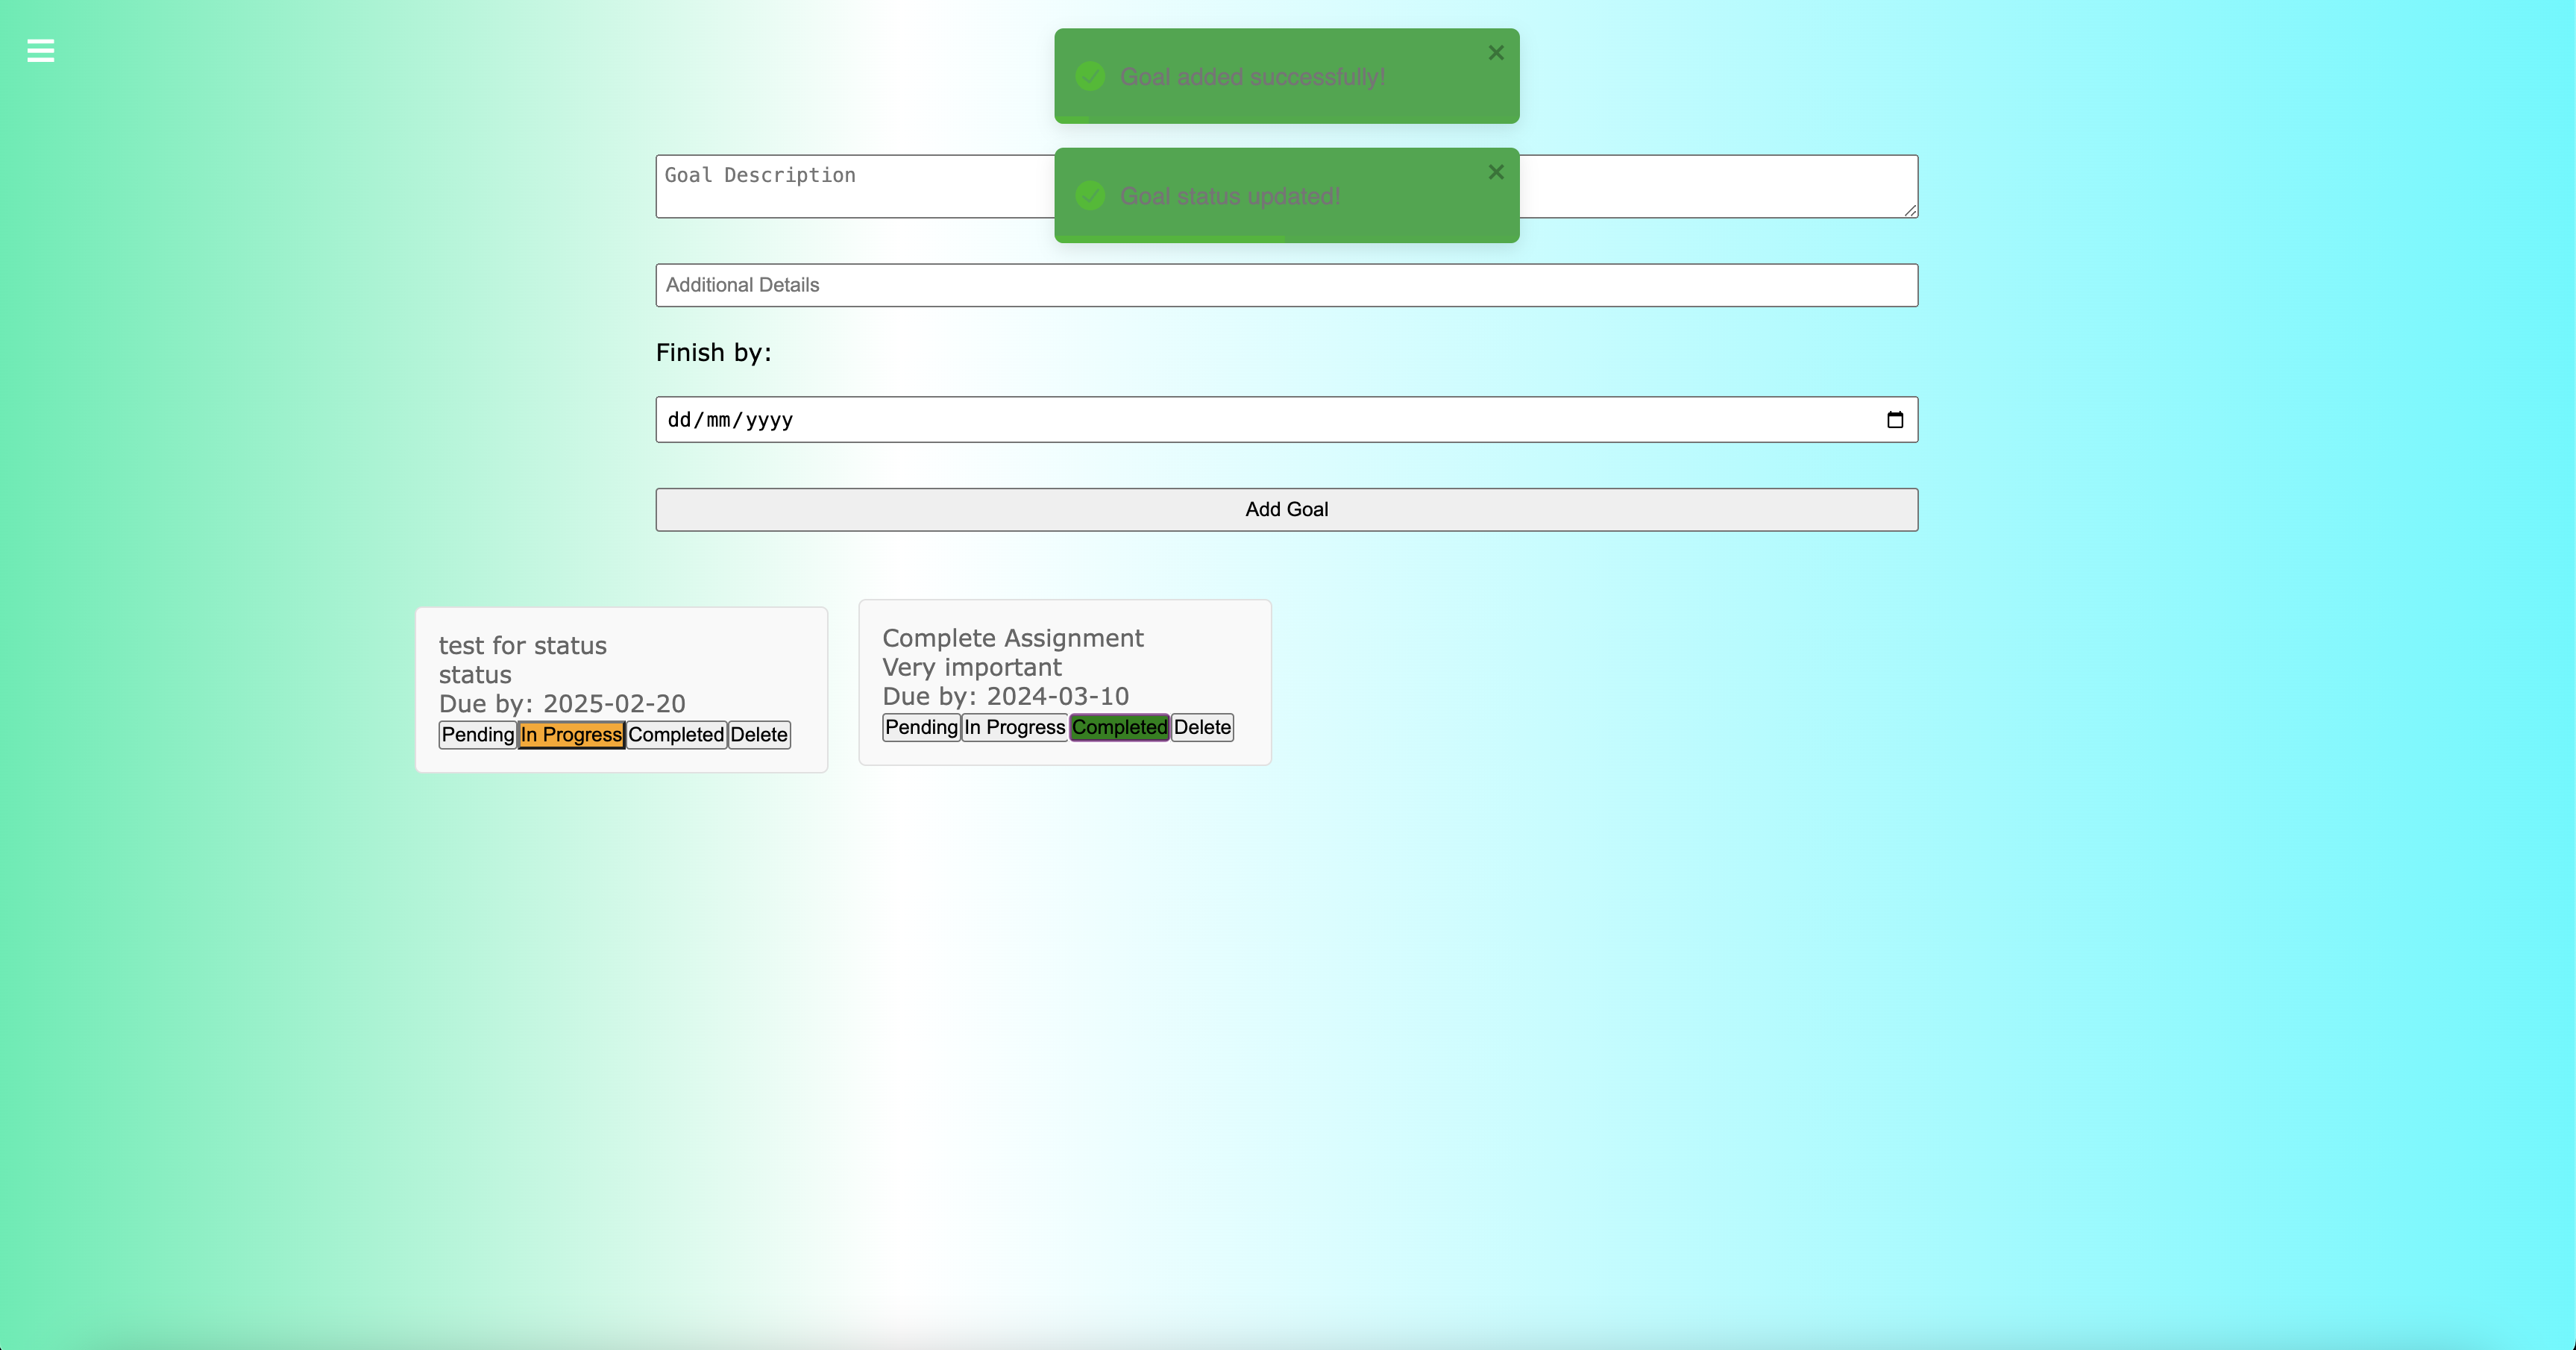 Goal added successfully!
Goal Description
Goal status updated!
Additional Details
Finish by:
dd/mm/yyyy
Add Goal
test for status
status
Due by: 2025-02-20
Pending In Progress Completed Delete
Complete Assignment
Very important
Due by: 2024-03-10
Pending In Progress Completed Delete